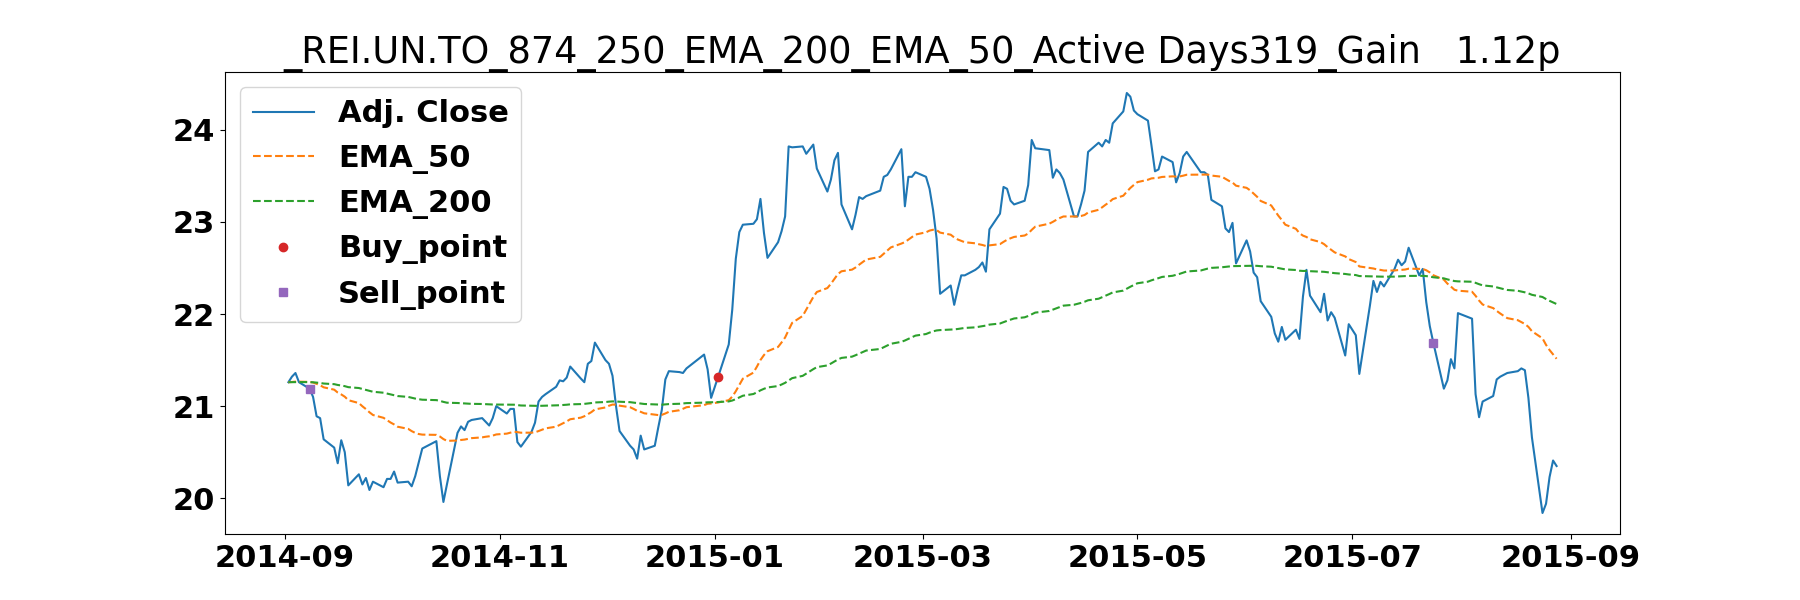 _REI.UN.TO_874_250_EMA_200_EMA_50_Active Days319_Gain   1.12p
Adj. Close
EMA_50
EMA_200
Buy_point
Sell_point
24
23
22
21
20
2014-09 2014-11 2015-01 2015-03 2015-05 2015-07 2015-09